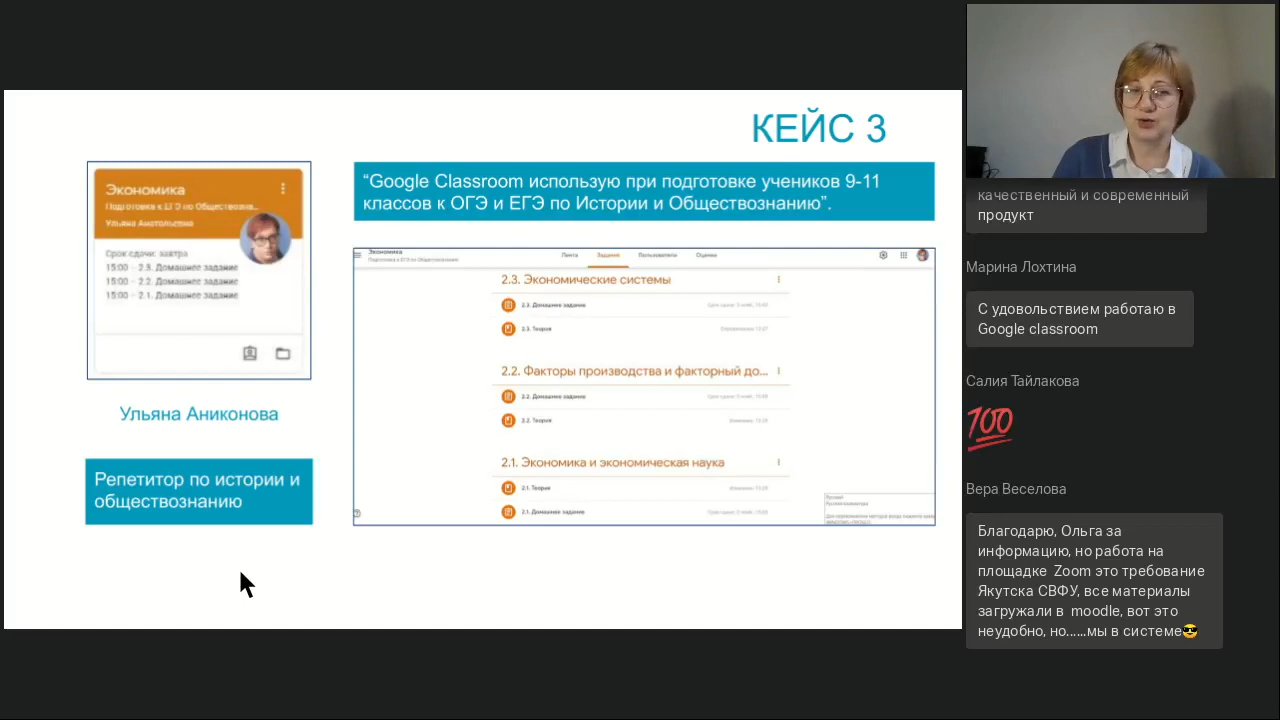 КЕЙС 3
Экономика
Подготовка к ЕГЭ по Обществозна...
Ульяна Анатольевна
Срок сдачи: завтра
15:00 – 2.3. Домашнее задание
15:00 – 2.2. Домашнее задание
15:00 – 2.1. Домашнее задание
Ульяна Аниконова
Репетитор по истории и
обществознанию
“Google Classroom использую при подготовке учеников 9-11
классов к ОГЭ и ЕГЭ по Истории и Обществознанию”.
Экономика
Подготовка к ЕГЭ по Обществознанию
Лента
Задания
Пользователи
Оценки
2.3. Экономические системы
2.3. Домашнее задание
2.3. Теория
2.2. Факторы производства и факторный до...
2.2. Домашнее задание
2.2. Теория
2.1. Экономика и экономическая наука
2.1. Теория
2.1. Домашнее задание
качественный и современный
продукт
Марина Лохтина
С удовольствием работаю в
Google classroom
Салия Тайлакова
100
Вера Веселова
Благодарю, Ольга за
информацию, но работа на
площадке Zoom это требование
Якутска СВФУ, все материалы
загружали в moodle, вот это
неудобно, но......мы в системе😎